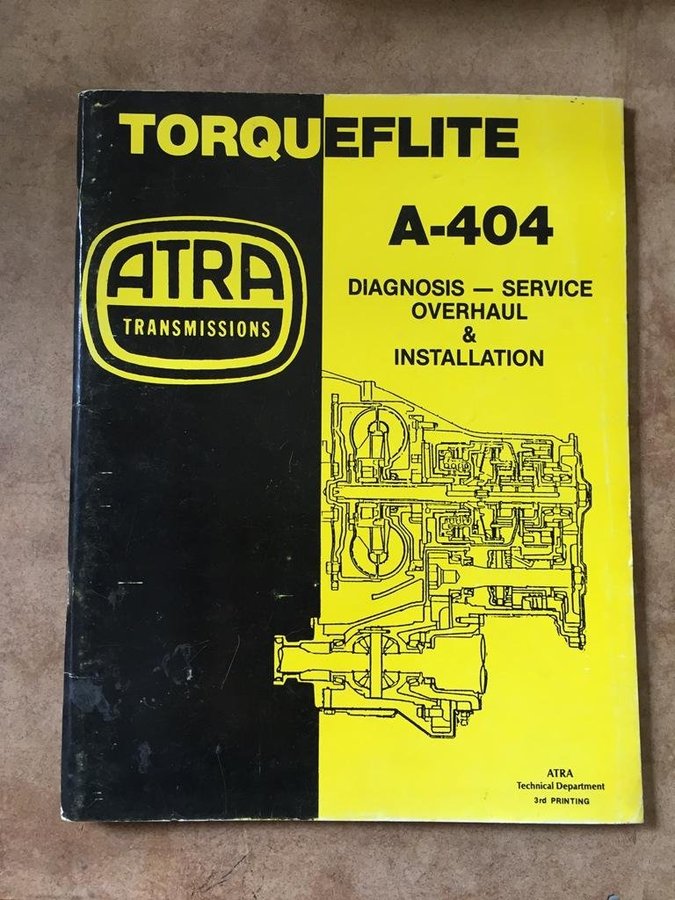 TORQUEFLITE
A-404
ATRA
TRANSMISSIONS
DIAGNOSIS — SERVICE
OVERHAUL
&
INSTALLATION
ATRA
Technical Department
3rd PRINTING